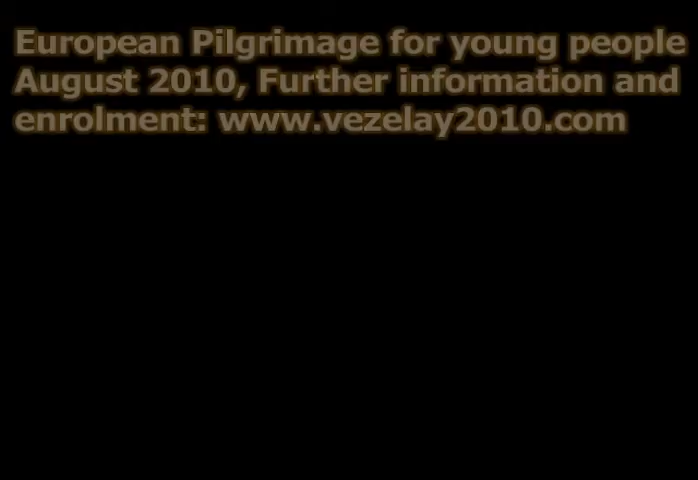 European Pilgrimage for young people
August 2010, Further information and
enrolment: www.vezelay2010.com